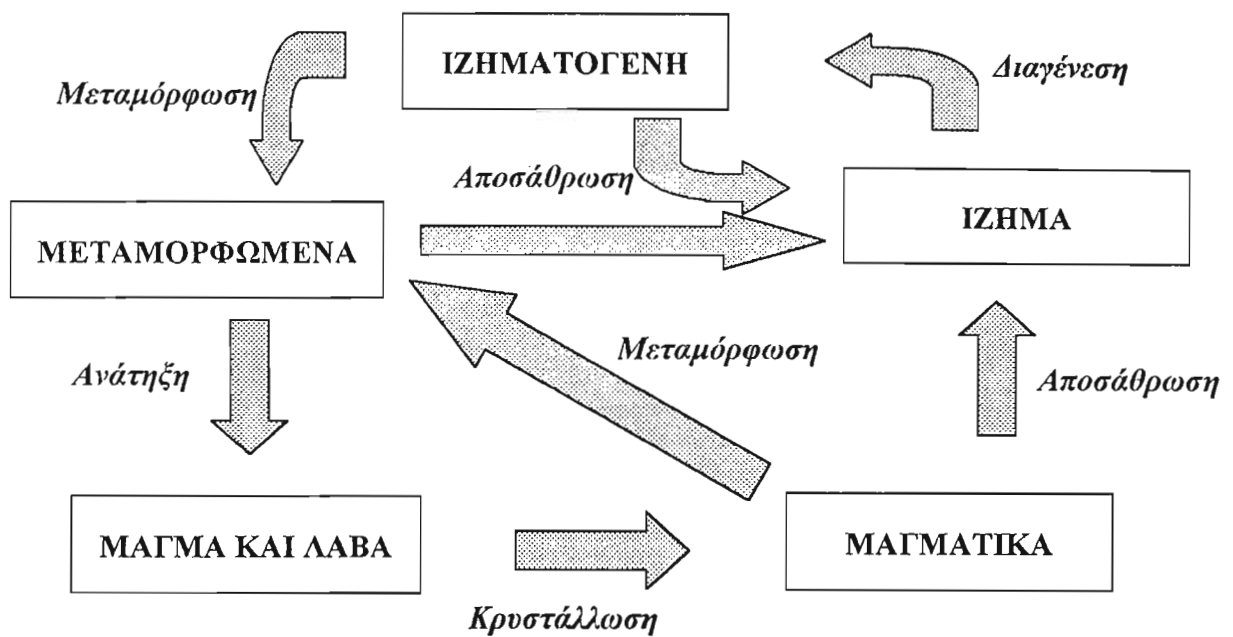 ΙΖΗΜΑΤΟΓΕΝΗ
Διαγένεση
Μεταμόρφωση
Αποσάθρωση
ΙΖΗΜΑ
ΜΕΤΑΜΟΡΦΩΜΕΝΑ
Μεταμόρφωση
Ανάτηξη
Αποσάθρωση
ΜΑΓΜΑ ΚΑΙ ΛΑΒΑ
ΜΑΓΜΑΤΙΚΑ
Κρυστάλλωση